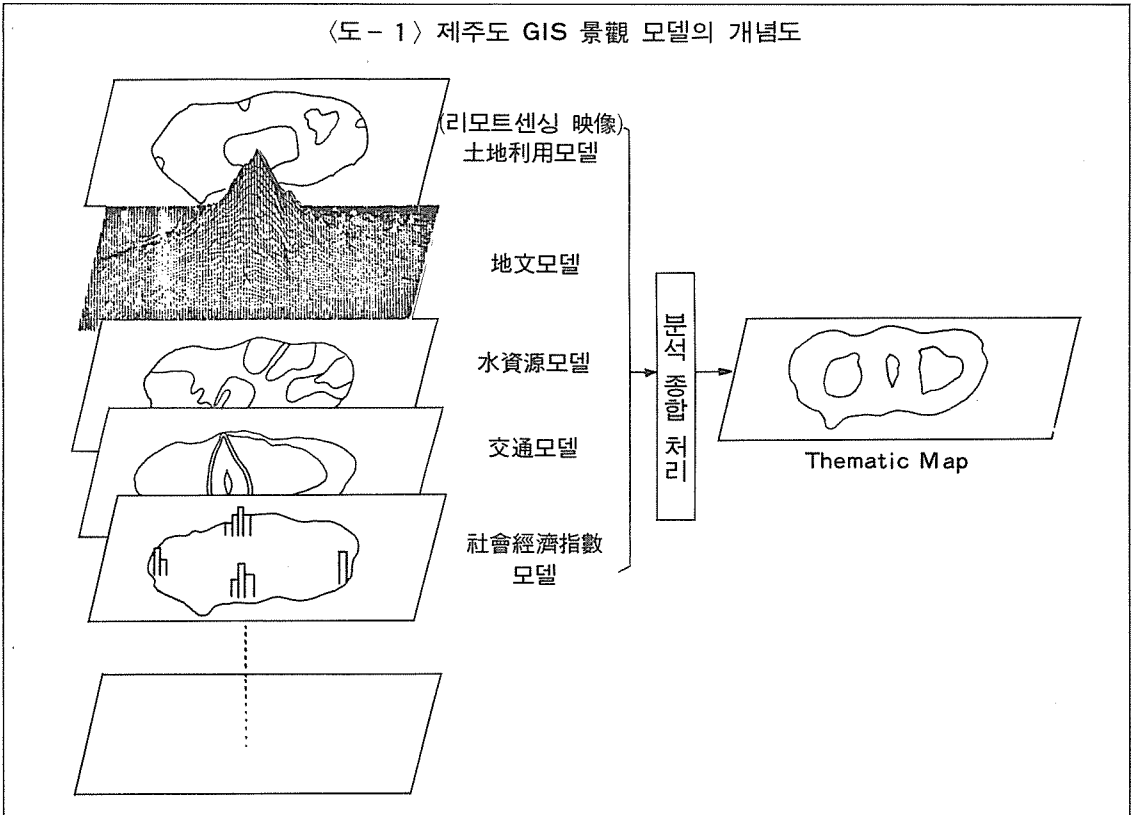 〈도-1〉 제주도 GIS 景觀 모델의 개념도
(리모트센싱 映像)
土地利用모델
地文모델
水資源모델
交通모델
社會經濟指數
모델
분석 종합 처리
Thematic Map